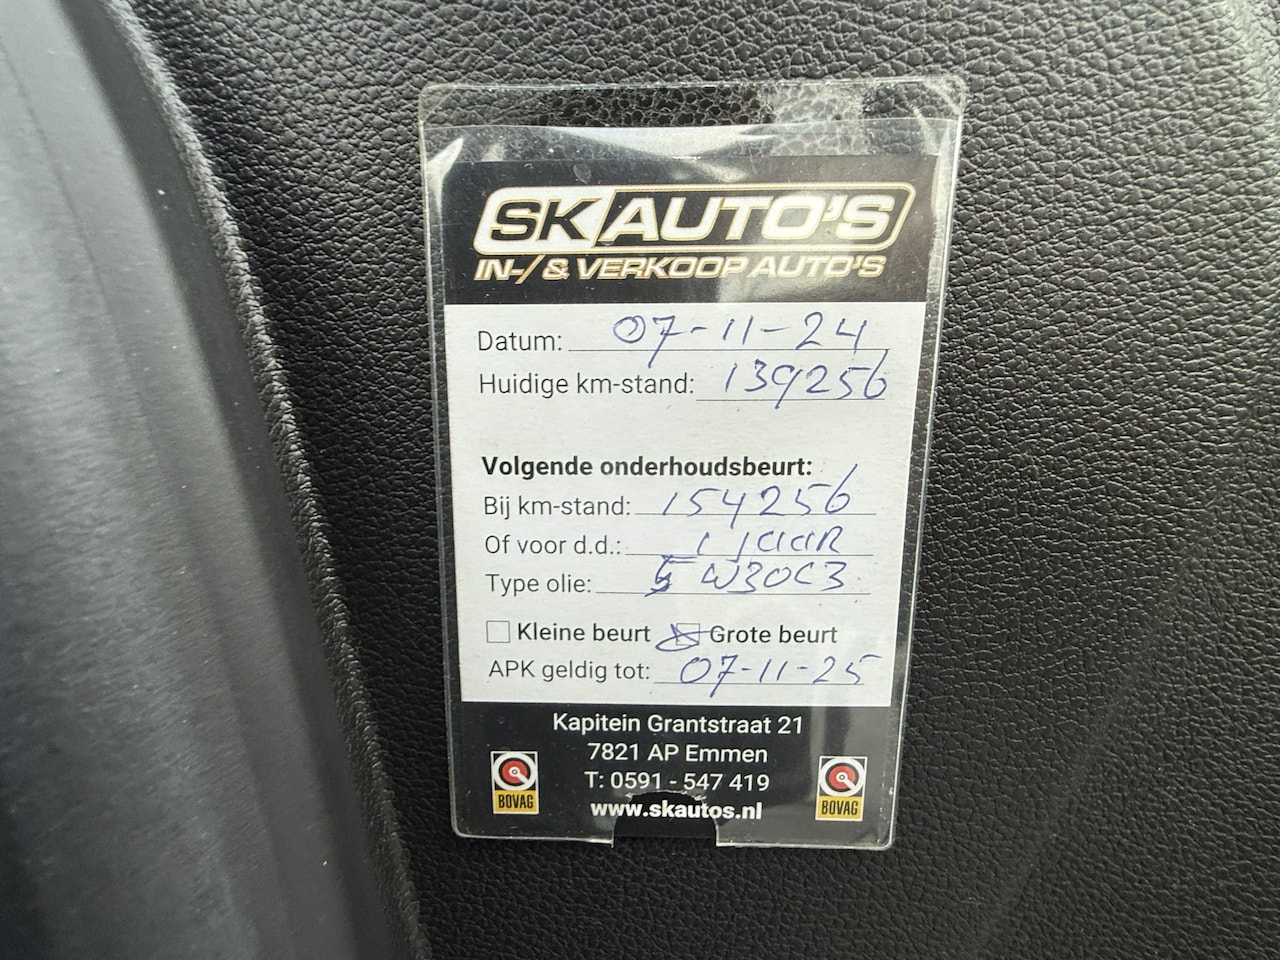 SK AUTO'S
IN-/ & VERKOOP AUTO'S
Datum: 07-11-24
Huidige km-stand: 139256
Volgende onderhoudsbeurt:
Bij km-stand: 154256
Of voor d.d.: 1 JAAR
Type olie: 5W30C3
Kleine beurt Grote beurt
APK geldig tot: 07-11-25
Kapitein Grantstraat 21
7821 AP Emmen
T: 0591 - 547 419
www.skautos.nl
BOVAG BOVAG